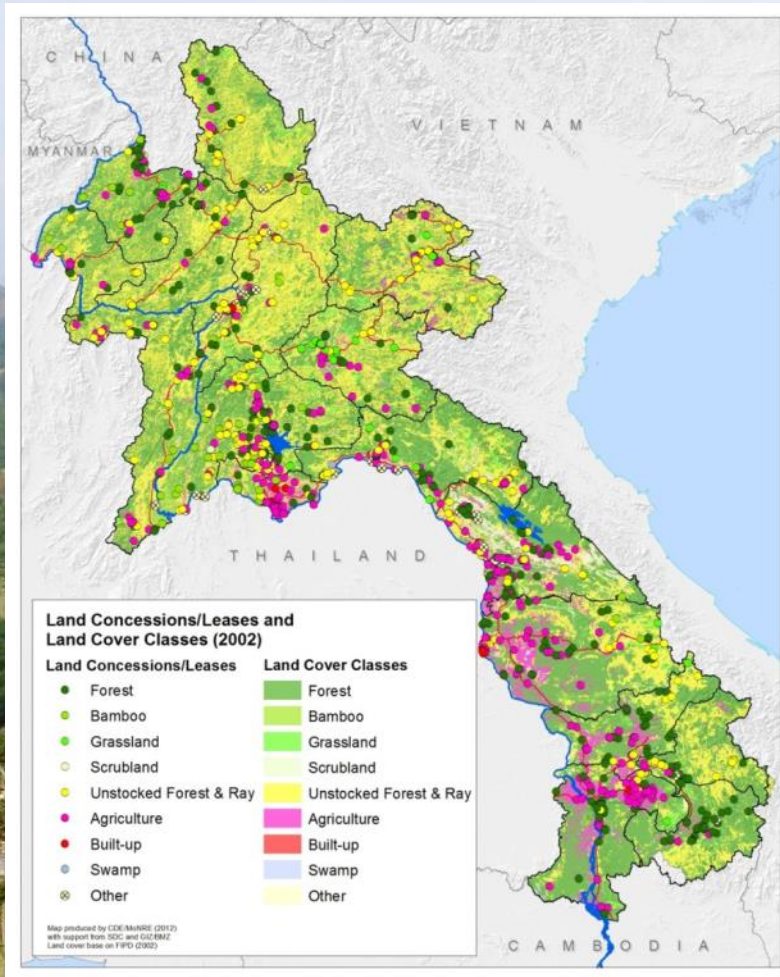 CHINA
VIETNAM
MYANMAR
THAILAND
Land Concessions/Leases and
Land Cover Classes (2002)
Land Concessions/Leases
Forest
Bamboo
Grassland
Scrubland
Unstocked Forest & Ray
Agriculture
Built-up
Swamp
Other
Land Cover Classes
Forest
Bamboo
Grassland
Scrubland
Unstocked Forest & Ray
Agriculture
Built-up
Swamp
Other
Map produced by CDE/MoNRE (2012)
with support from SDC and GIZ/BMZ
Land cover base on FIPD (2002)
CAMBODIA